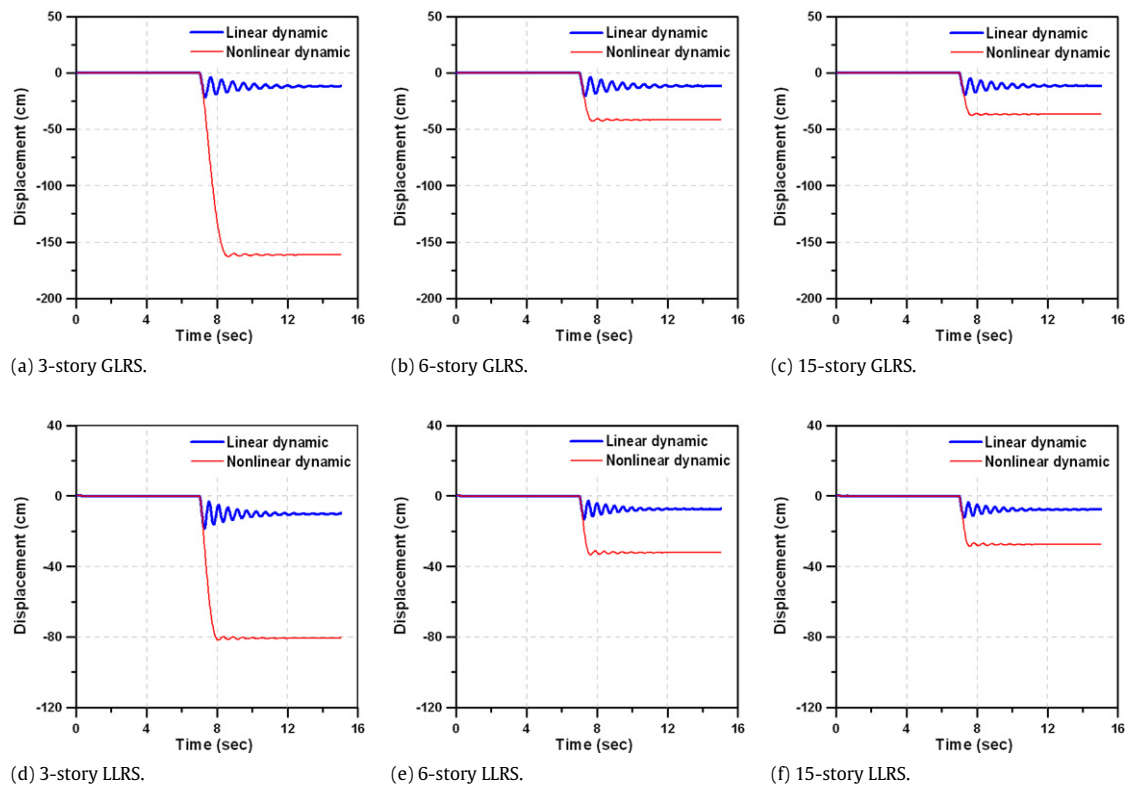 50
Linear dynamic
Nonlinear dynamic
0
-50
-100
-150
-200
Displacement (cm)
0 4 8 12 16
Time (sec)
(a) 3-story GLRS.
50
Linear dynamic
Nonlinear dynamic
0
-50
-100
-150
-200
Displacement (cm)
0 4 8 12 16
Time (sec)
(b) 6-story GLRS.
50
Linear dynamic
Nonlinear dynamic
0
-50
-100
-150
-200
Displacement (cm)
0 4 8 12 16
Time (sec)
(c) 15-story GLRS.
40
Linear dynamic
Nonlinear dynamic
0
-40
-80
-120
Displacement (cm)
0 4 8 12 16
Time (sec)
(d) 3-story LLRS.
40
Linear dynamic
Nonlinear dynamic
0
-40
-80
-120
Displacement (cm)
0 4 8 12 16
Time (sec)
(e) 6-story LLRS.
40
Linear dynamic
Nonlinear dynamic
0
-40
-80
-120
Displacement (cm)
0 4 8 12 16
Time (sec)
(f) 15-story LLRS.